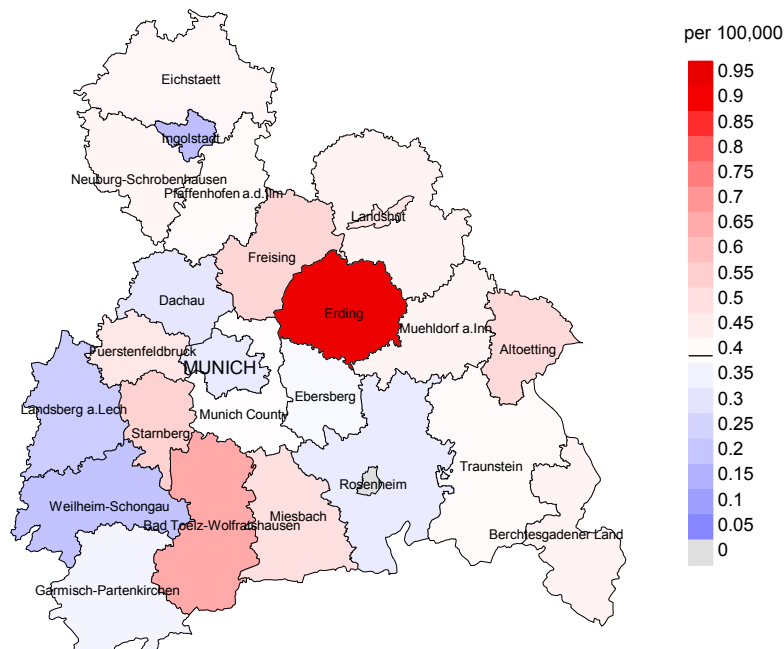 per 100,000
0.95
0.9
0.85
0.8
0.75
0.7
0.65
0.6
0.55
0.5
0.45
0.4
0.35
0.3
0.25
0.2
0.15
0.1
0.05
0
Eichstaett
Ingolstadt
Neuburg-Schrobenhausen
Pfaffenhofen a.d.Ilm
Landshut
Freising
Dachau
Erding
Muehldorf a.Inn
Altoetting
Fuerstenfeldbruck
MUNICH
Ebersberg
Landsberg a.Lech
Munich County
Starnberg
Traunstein
Rosenheim
Weilheim-Schongau
Miesbach
Bad Toelz-Wolfratshausen
Berchtesgadener Land
Garmisch-Partenkirchen